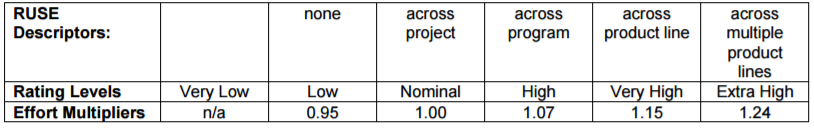 RUSE Descriptors: none across project across program across product line across multiple product lines
Rating Levels Very Low Low Nominal High Very High Extra High
Effort Multipliers n/a 0.95 1.00 1.07 1.15 1.24